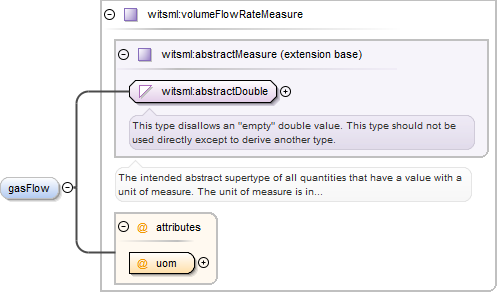 witsml:volumeFlowRateMeasure
witsml:abstractMeasure (extension base)
witsml:abstractDouble
This type disallows an "empty" double value. This type should not be
used directly except to derive another type.
The intended abstract supertype of all quantities that have a value with a
unit of measure. The unit of measure is in...
gasFlow
@ attributes
@ uom